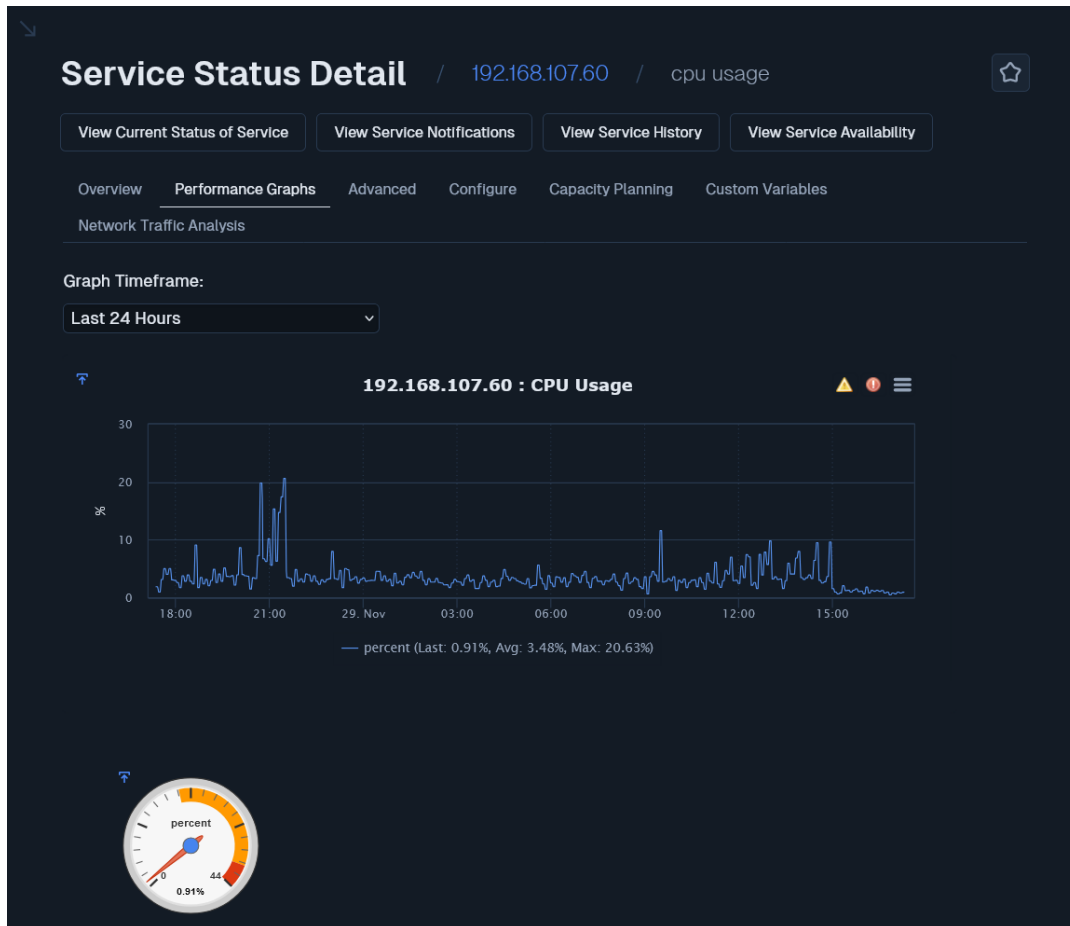 Service Status Detail / 192.168.107.60 / cpu usage
View Current Status of Service View Service Notifications View Service History View Service Availability
Overview Performance Graphs Advanced Configure Capacity Planning Custom Variables
Network Traffic Analysis
Graph Timeframe:
Last 24 Hours
192.168.107.60 : CPU Usage
30
20
%
10
0
18:00 21:00 29. Nov 03:00 06:00 09:00 12:00 15:00
percent (Last: 0.91%, Avg: 3.48%, Max: 20.63%)
percent
0 44
0.91%